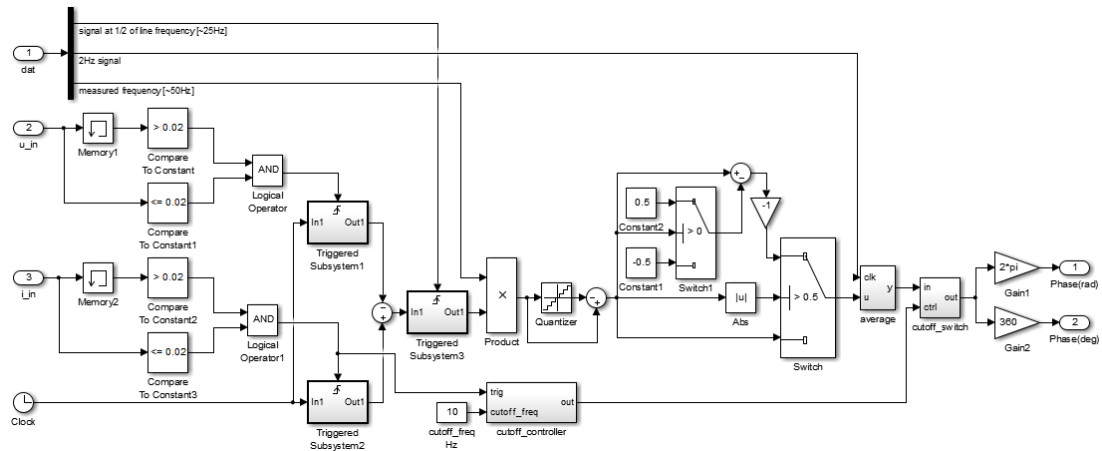 signal at 1/2 of line frequency [~25Hz]
1
dat
2Hz signal
measured frequency [~50Hz]
2
u_in
Memory1
> 0.02
Compare
To Constant
AND
Logical
Operator
<= 0.02
Compare
To Constant1
In1
Out1
Triggered
Subsystem1
3
i_in
Memory2
> 0.02
Compare
To Constant2
AND
Logical
Operator1
<= 0.02
Compare
To Constant3
Clock
In1
Out1
Triggered
Subsystem2
In1
Out1
Triggered
Subsystem3
×
Product
Quantizer
0.5
Constant2
-0.5
Constant1
> 0
Switch1
-1
|u|
Abs
> 0.5
Switch
clk
u
y
average
in
ctrl
out
cutoff_switch
2*pi
Gain1
1
Phase(rad)
360
Gain2
2
Phase(deg)
10
cutoff_freq
Hz
trig
cutoff_freq
out
cutoff_controller